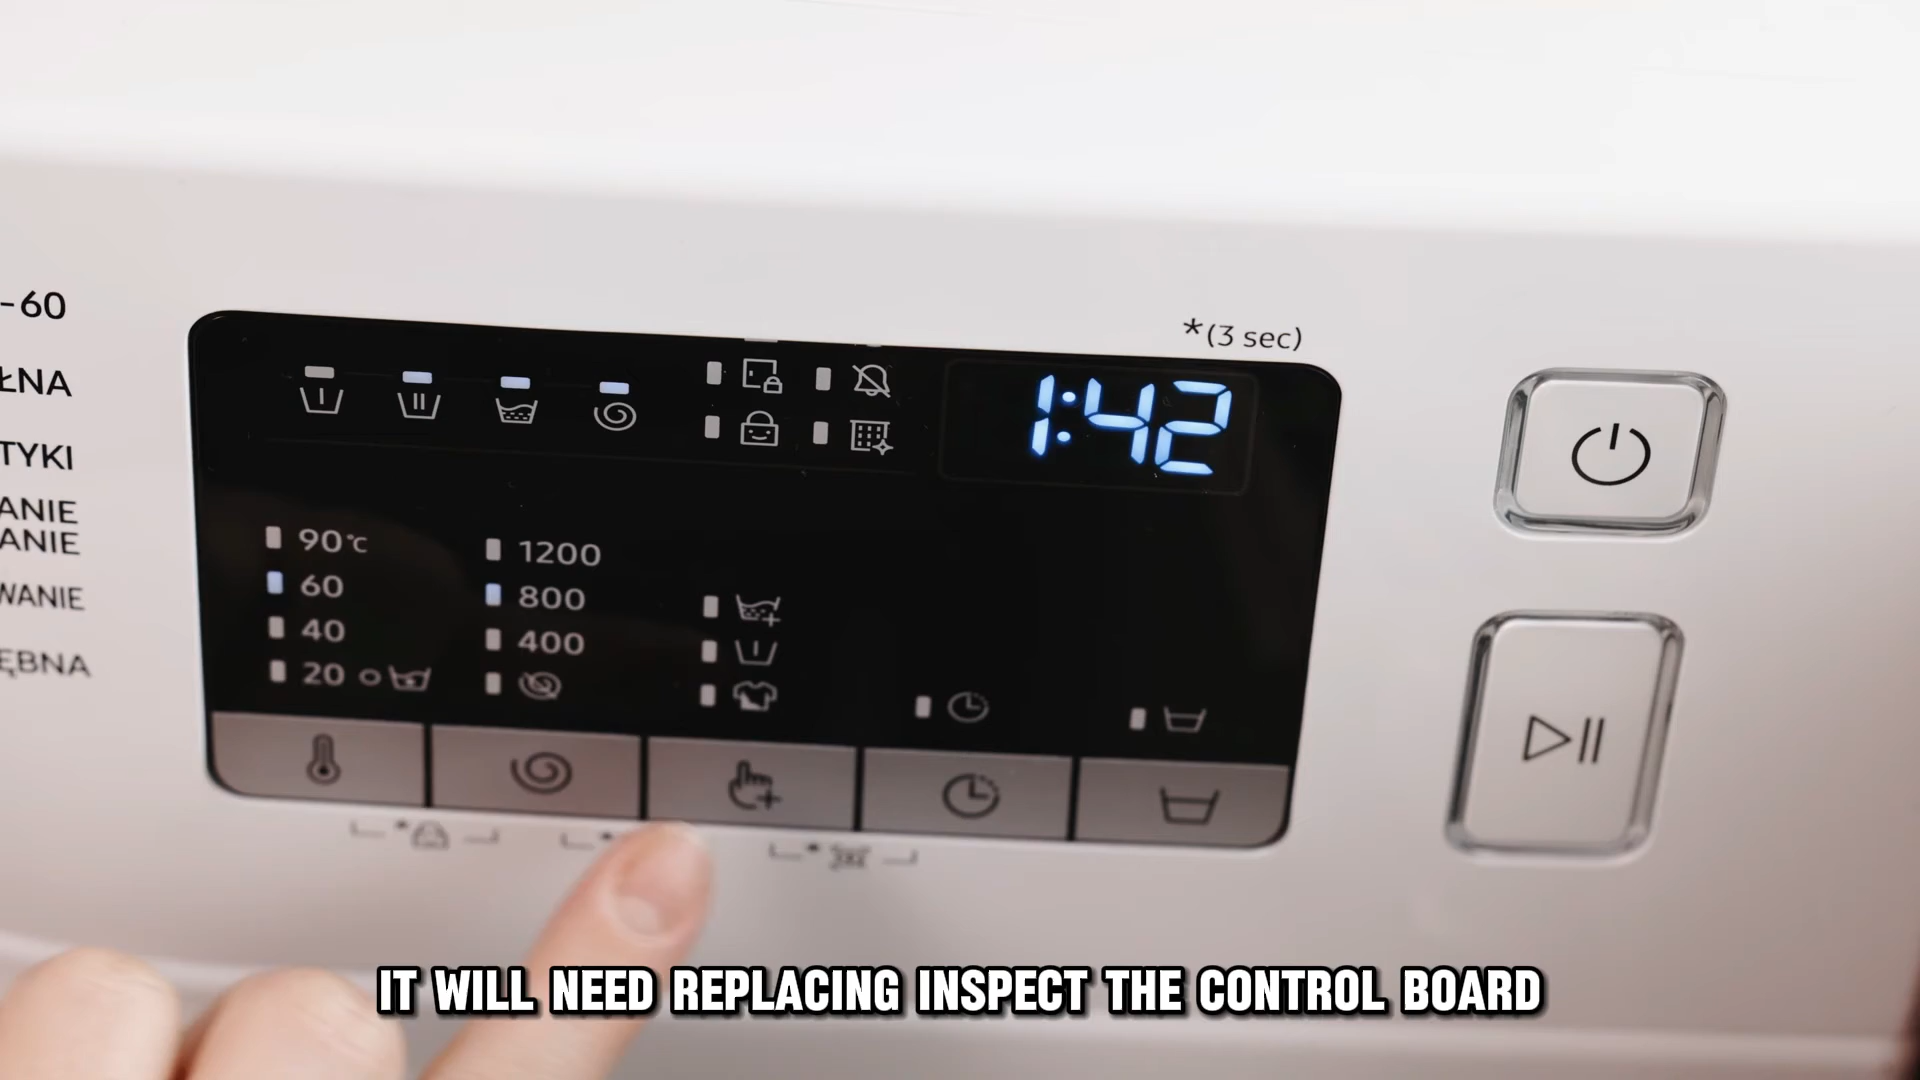 -60
ŁNA
TYKI
ANIE
ANIE
WANIE
ĘBNA
*(3 sec)
1:42
90°C
60
40
20
1200
800
400
IT WILL NEED REPLACING INSPECT THE CONTROL BOARD